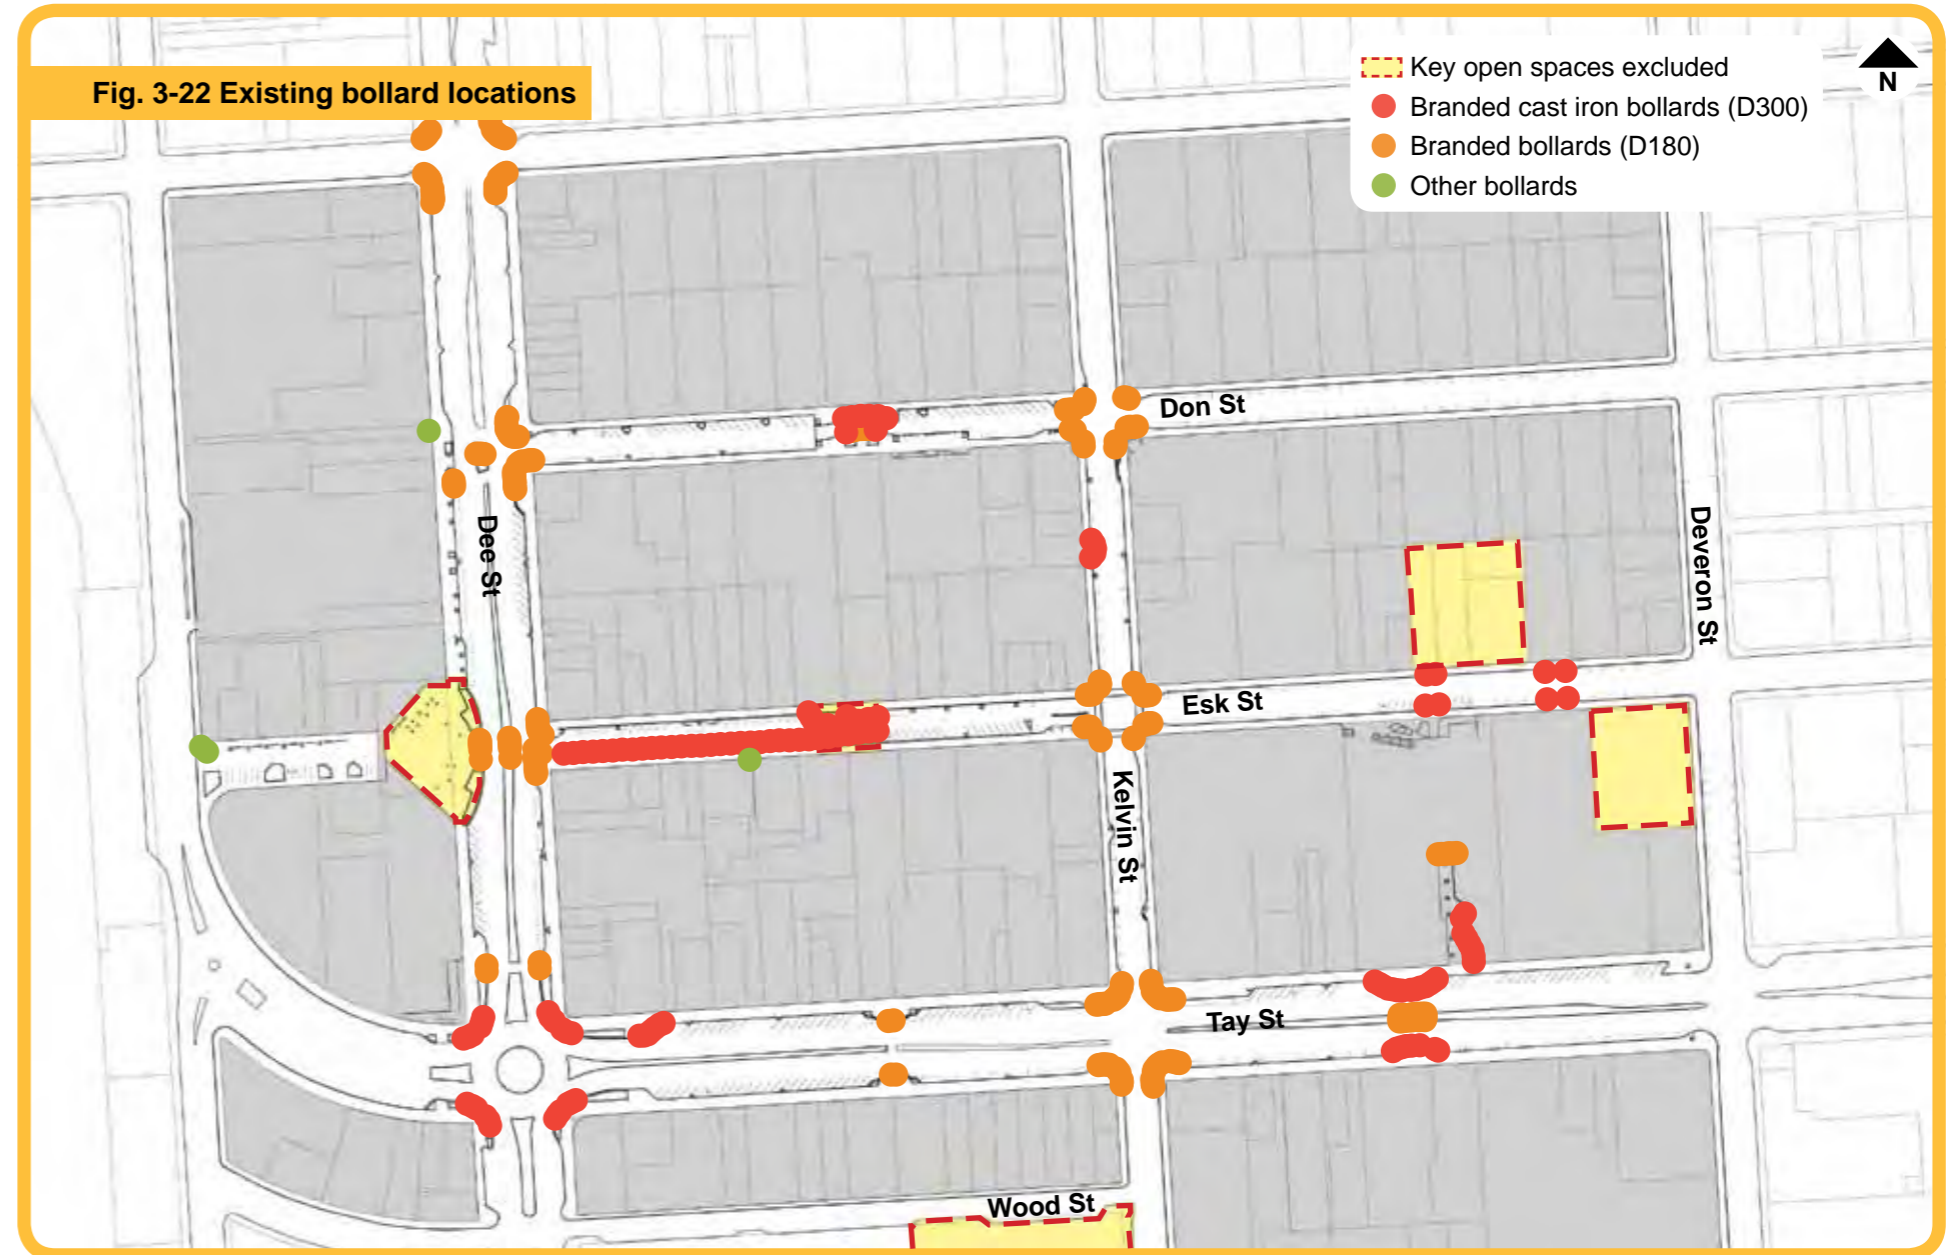 Fig. 3-22 Existing bollard locations
Key open spaces excluded
Branded cast iron bollards (D300)
Branded bollards (D180)
Other bollards
N
Don St
Dee St
Deveron St
Esk St
Kelvin St
Tay St
Wood St